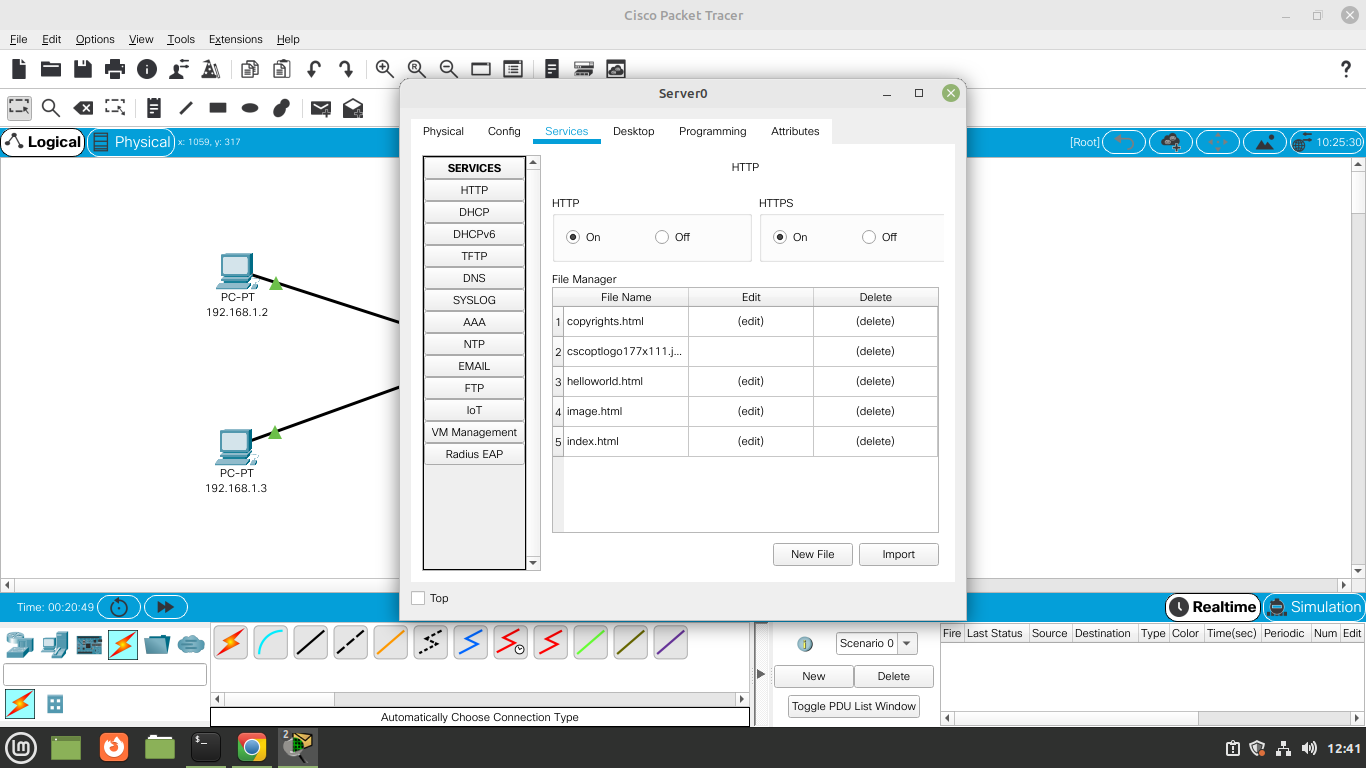 Cisco Packet Tracer
File Edit Options View Tools Extensions Help
Server0
Physical Config Services Desktop Programming Attributes
Logical Physical x: 1059, y: 317
[Root] 10:25:30
SERVICES
HTTP
DHCP
DHCPv6
TFTP
DNS
SYSLOG
AAA
NTP
EMAIL
FTP
IoT
VM Management
Radius EAP
HTTP
HTTP HTTPS
On Off On Off
File Manager
File Name Edit Delete
1 copyrights.html (edit) (delete)
2 cscoptlogo177x111.j... (delete)
3 helloworld.html (edit) (delete)
4 image.html (edit) (delete)
5 index.html (edit) (delete)
New File Import
Top
PC-PT
192.168.1.2
PC-PT
192.168.1.3
Time: 00:20:49
Realtime Simulation
1 Scenario 0
New Delete
Toggle PDU List Window
Fire Last Status Source Destination Type Color Time(sec) Periodic Num Edit
Automatically Choose Connection Type
2
12:41